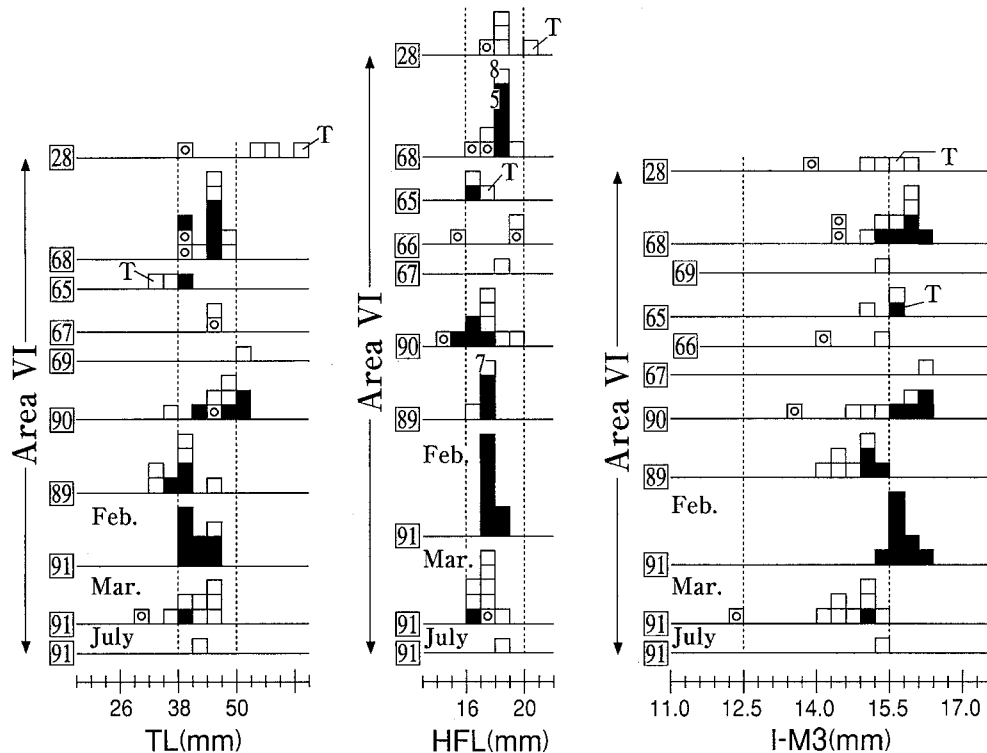 Area VI
28
T
68
65
T
67
69
90
89
Feb.
91
Mar.
91
July
91
26 38 50
TL(mm)
Area VI
28
T
8
5
68
65
T
66
67
90
7
89
Feb.
91
Mar.
91
July
91
16 20
HFL(mm)
Area VI
28
T
68
69
65
T
66
67
90
89
Feb.
91
Mar.
91
July
91
11.0 12.5 14.0 15.5 17.0
I-M3(mm)